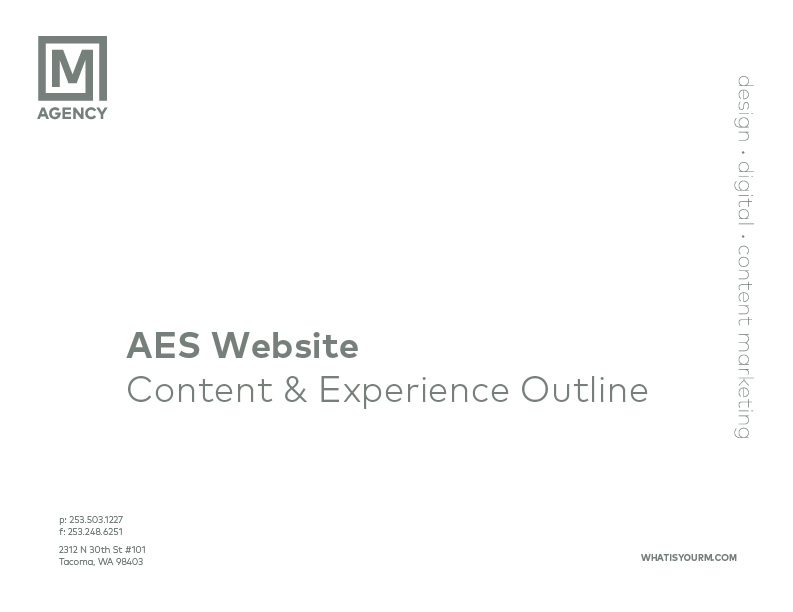 M
AGENCY
design • digital • content marketing
AES Website
Content & Experience Outline
p: 253.503.1227
f: 253.248.6251
2312 N 30th St #101
Tacoma, WA 98403
WHATISYOURM.COM